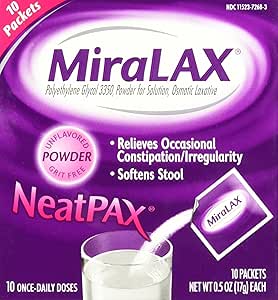 10 Packets
NDC 11523-7268-3
MiraLAX®
Polyethylene Glycol 3350, Powder for Solution, Osmotic Laxative
UNFLAVORED
POWDER
GRIT FREE
• Relieves Occasional
Constipation/Irregularity
• Softens Stool
NeatPAX®
MiraLAX
10 ONCE-DAILY DOSES
10 PACKETS
NET WT 0.5 OZ (17g) EACH